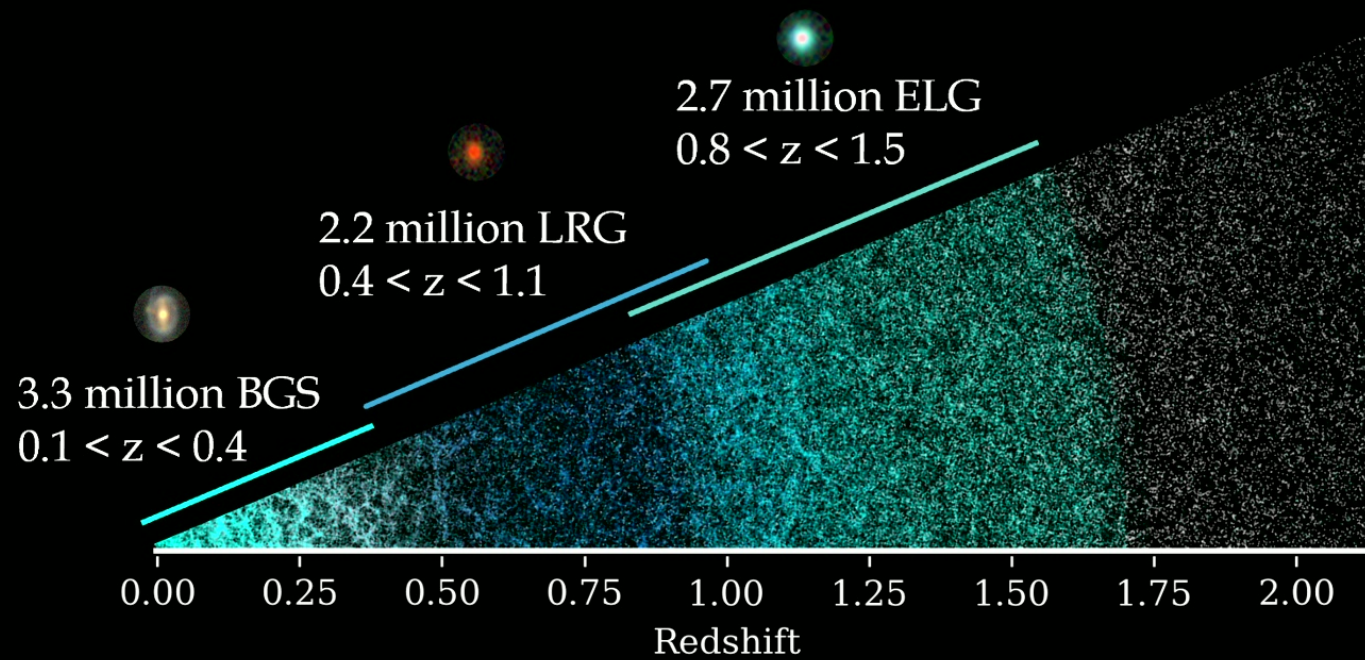 2.7 million ELG
0.8 < z < 1.5
2.2 million LRG
0.4 < z < 1.1
3.3 million BGS
0.1 < z < 0.4
0.00 0.25 0.50 0.75 1.00 1.25 1.50 1.75 2.00
Redshift